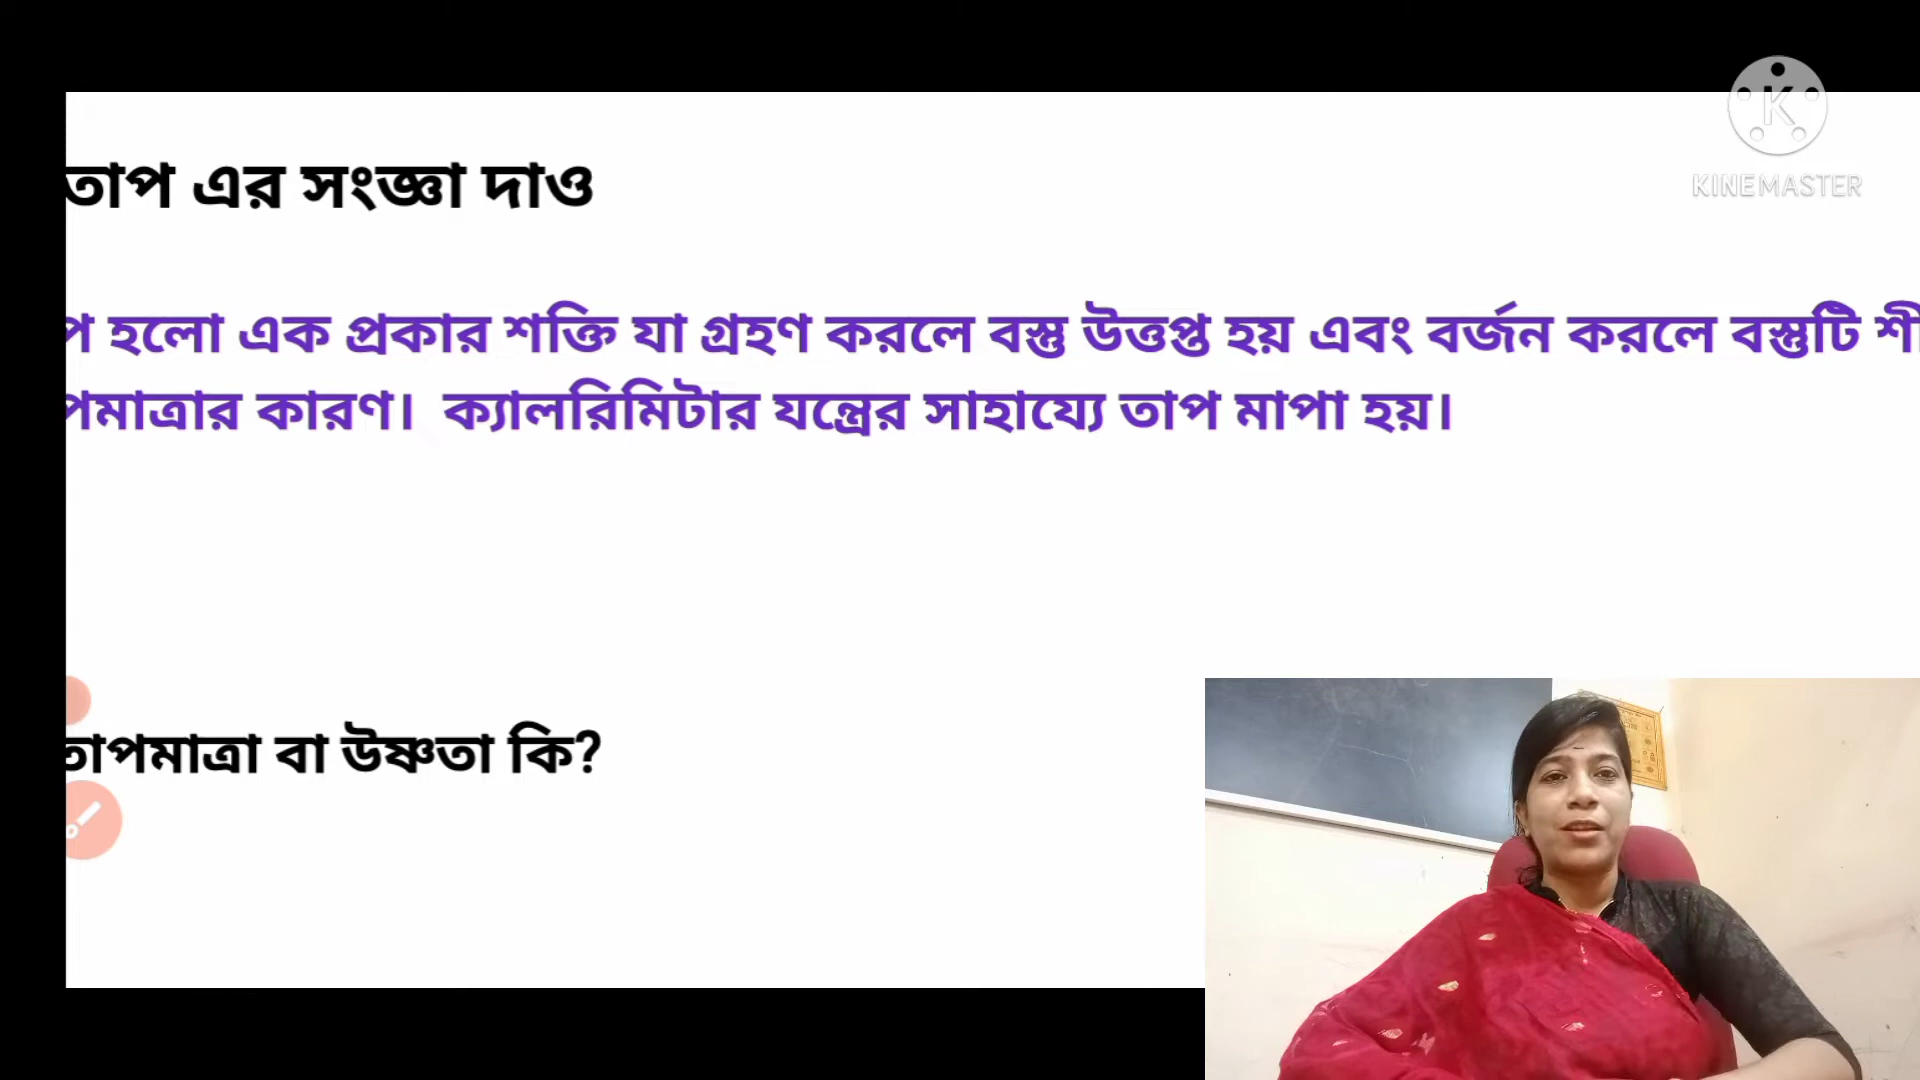 তাপ এর সংজ্ঞা দাও
প হলো এক প্রকার শক্তি যা গ্রহণ করলে বস্তু উত্তপ্ত হয় এবং বর্জন করলে বস্তুটি শী
পমাত্রার কারণ। ক্যালরিমিটার যন্ত্রের সাহায্যে তাপ মাপা হয়।
তাপমাত্রা বা উষ্ণতা কি?
K
KINEMASTER